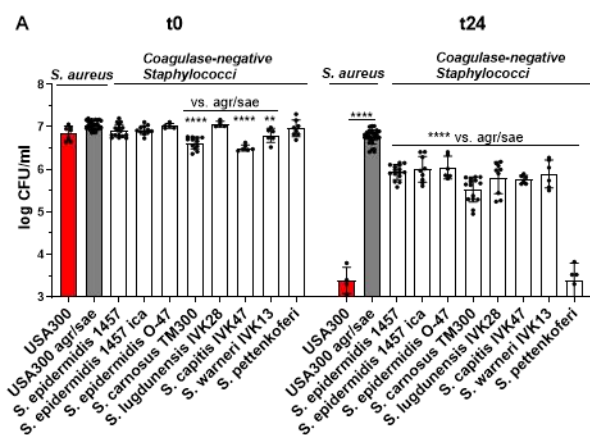 A
t0
t24
S. aureus
Coagulase-negative
Staphylococci
S. aureus
Coagulase-negative
Staphylococci
vs. agr/sae
**** **** **
****
**** vs. agr/sae
log CFU/ml
8
7
6
5
4
3
USA300
USA300 agr/sae
S. epidermidis 1457
S. epidermidis 1457 ica
S. epidermidis O-47
S. carnosus TM300
S. lugdunensis IVK28
S. capitis IVK47
S. warneri IVK13
S. pettenkoferi
USA300
USA300 agr/sae
S. epidermidis 1457
S. epidermidis 1457 ica
S. epidermidis O-47
S. carnosus TM300
S. lugdunensis IVK28
S. capitis IVK47
S. warneri IVK13
S. pettenkoferi